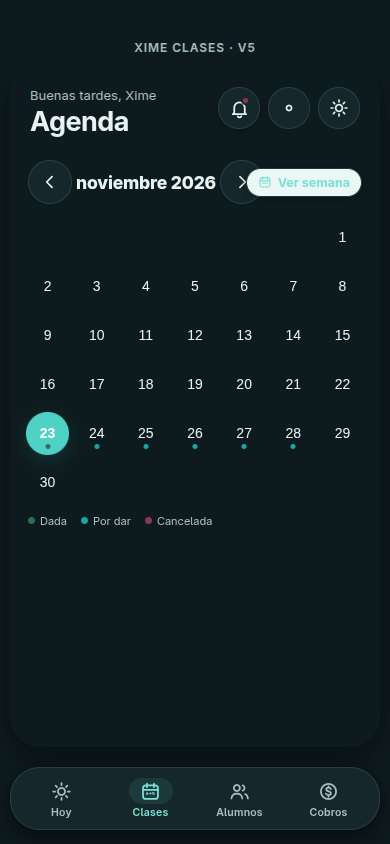 XIME CLASES · V5
Buenas tardes, Xime
Agenda
noviembre 2026
Ver semana
1
2 3 4 5 6 7 8
9 10 11 12 13 14 15
16 17 18 19 20 21 22
23 24 25 26 27 28 29
30
Dada Por dar Cancelada
Hoy Clases Alumnos Cobros